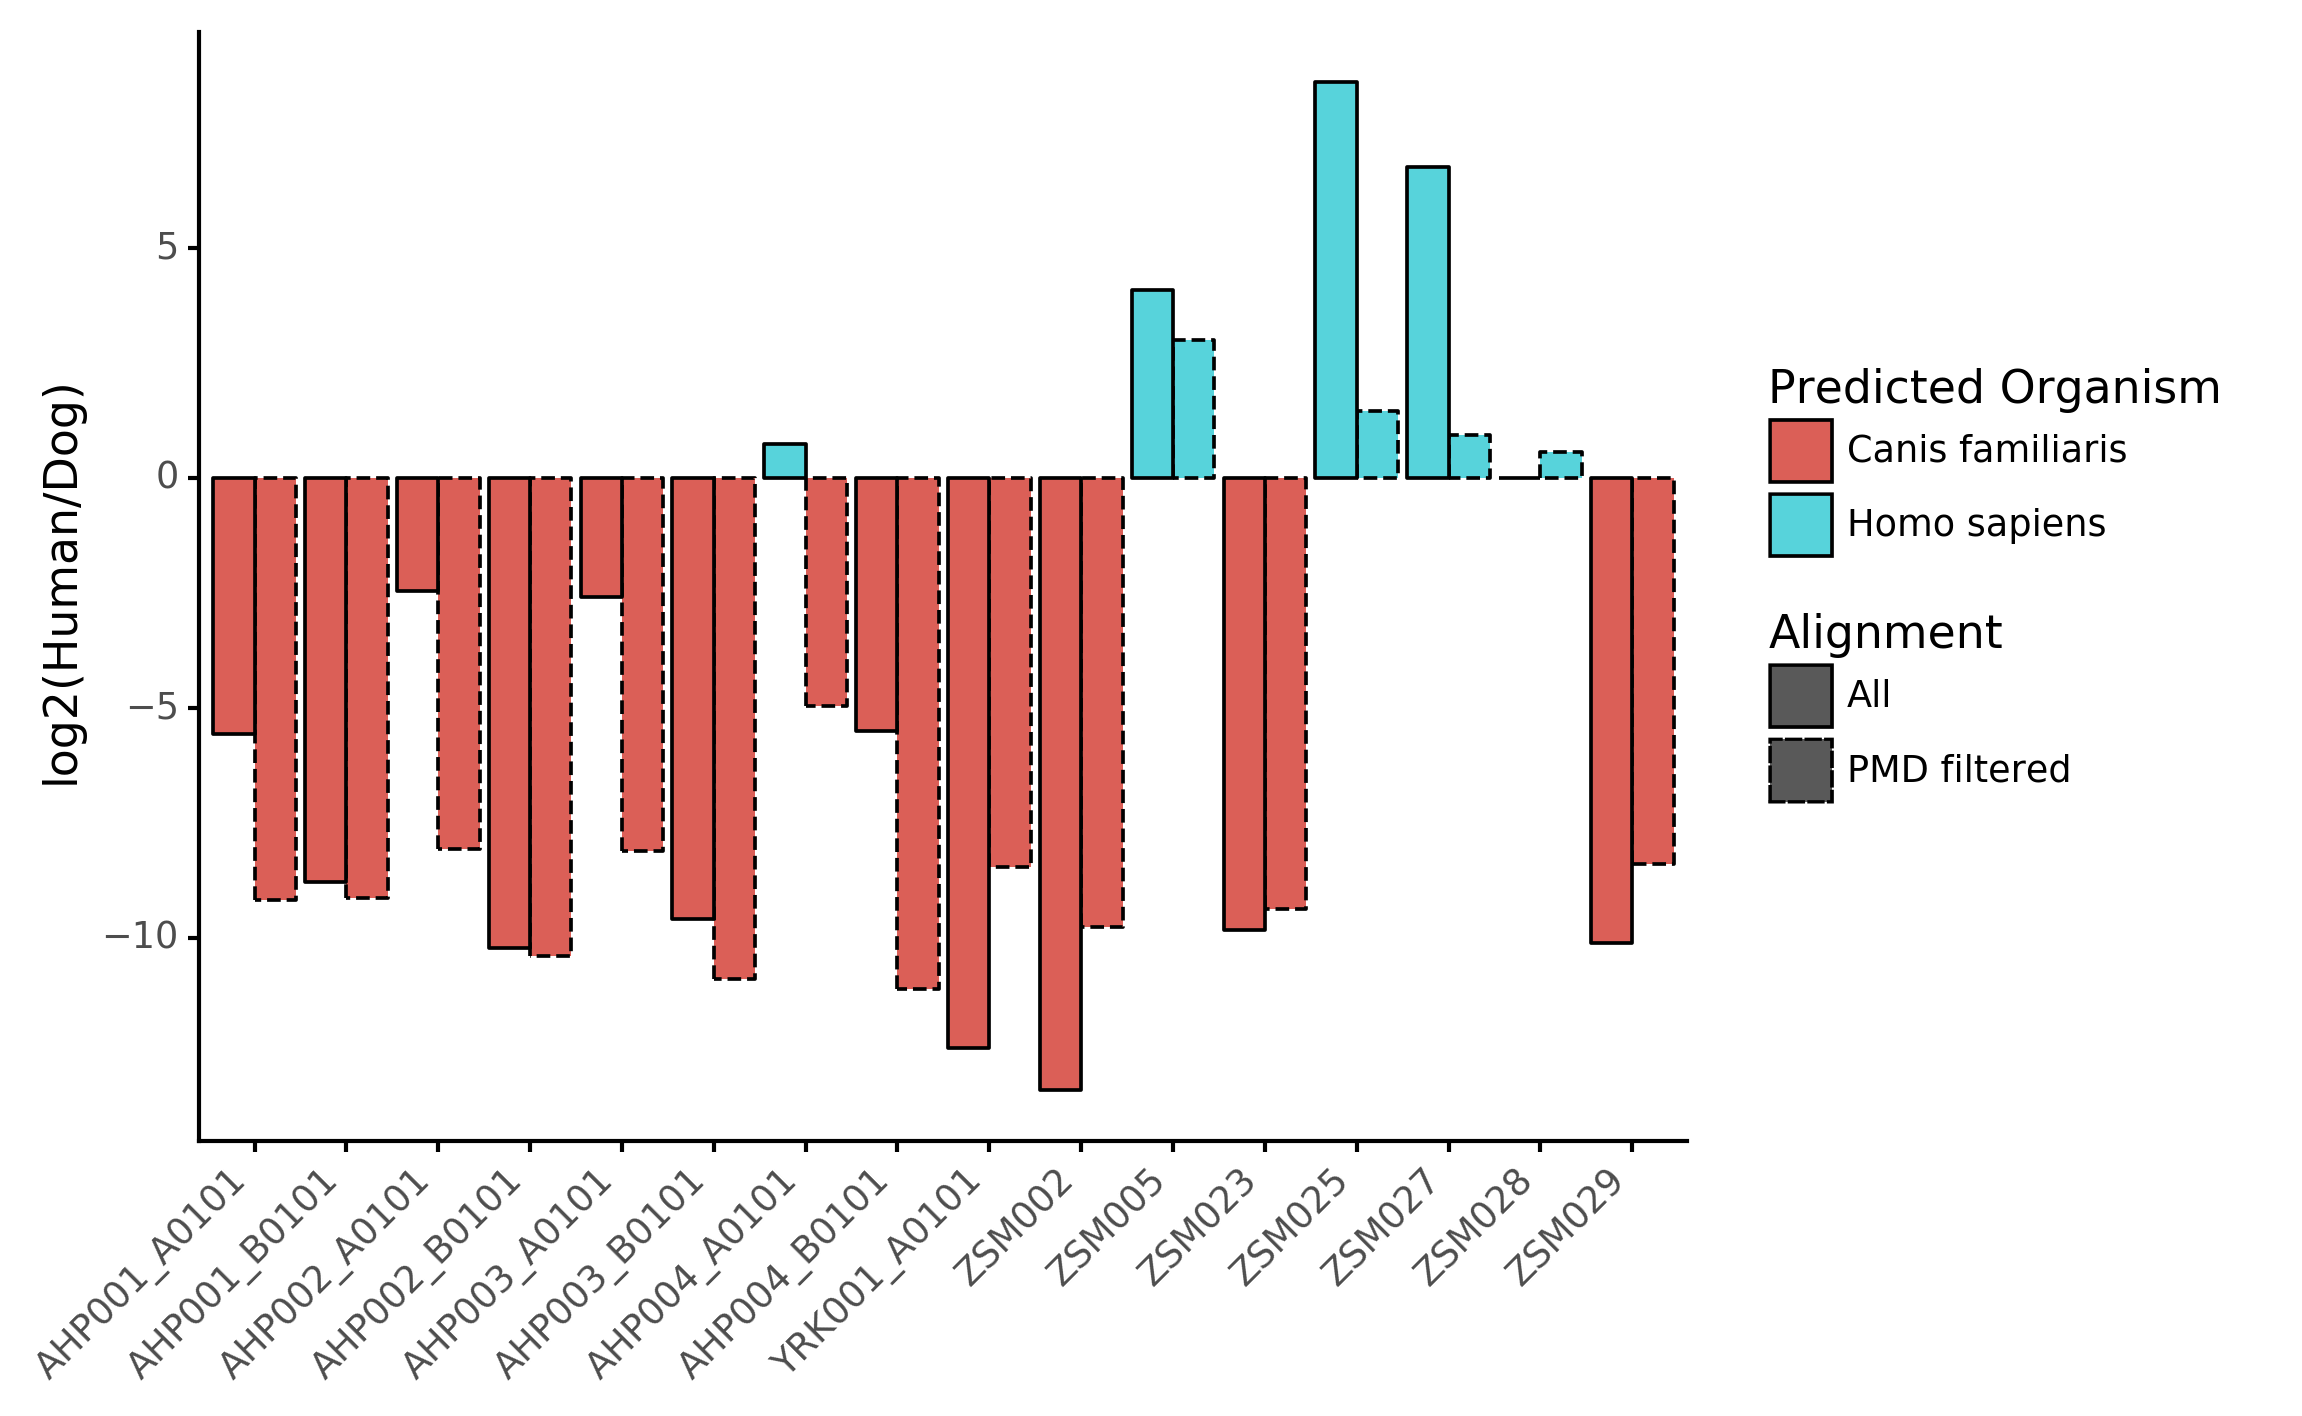 log2(Human/Dog)
5
0
−5
−10
AHP001_A0101
AHP001_B0101
AHP002_A0101
AHP002_B0101
AHP003_A0101
AHP003_B0101
AHP004_A0101
AHP004_B0101
YRK001_A0101
ZSM002
ZSM005
ZSM023
ZSM025
ZSM027
ZSM028
ZSM029
Predicted Organism
Canis familiaris
Homo sapiens
Alignment
All
PMD filtered